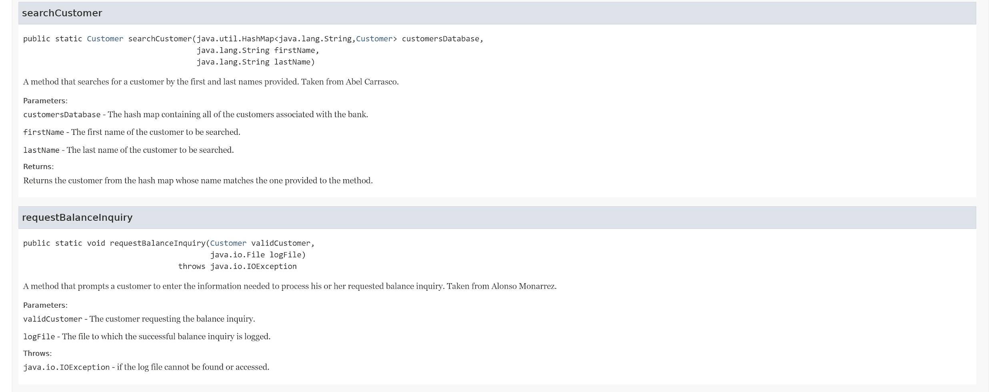 searchCustomer
public static Customer searchCustomer(java.util.HashMap<java.lang.String,Customer> customersDatabase,
java.lang.String firstName,
java.lang.String lastName)
A method that searches for a customer by the first and last names provided. Taken from Abel Carrasco.
Parameters:
customersDatabase - The hash map containing all of the customers associated with the bank.
firstName - The first name of the customer to be searched.
lastName - The last name of the customer to be searched.
Returns:
Returns the customer from the hash map whose name matches the one provided to the method.
requestBalanceInquiry
public static void requestBalanceInquiry(Customer validCustomer,
java.io.File logFile)
throws java.io.IOException
A method that prompts a customer to enter the information needed to process his or her requested balance inquiry. Taken from Alonso Monarrez.
Parameters:
validCustomer - The customer requesting the balance inquiry.
logFile - The file to which the successful balance inquiry is logged.
Throws:
java.io.IOException - if the log file cannot be found or accessed.